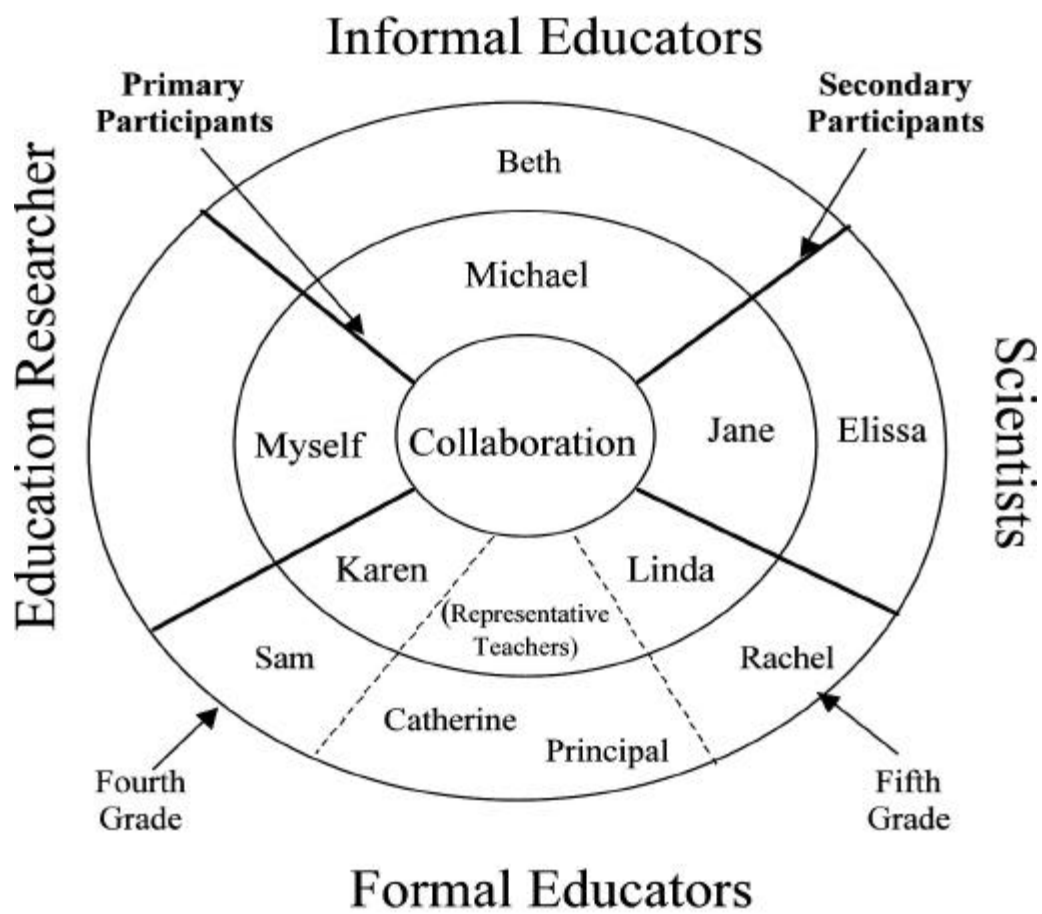 Informal Educators
Primary
Participants
Secondary
Participants
Beth
Education Researcher
Michael
Scientists
Myself
Collaboration
Jane
Elissa
Karen
Linda
(Representative
Teachers)
Sam
Rachel
Catherine
Principal
Fourth
Grade
Fifth
Grade
Formal Educators